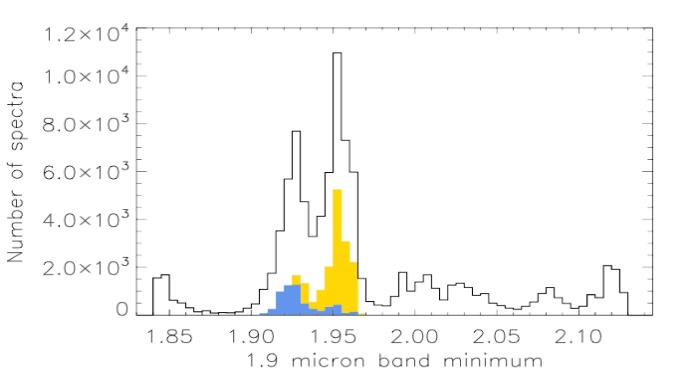 1.2×10⁴
1.0×10⁴
8.0×10³
6.0×10³
4.0×10³
2.0×10³
0
Number of spectra
1.85 1.90 1.95 2.00 2.05 2.10
1.9 micron band minimum